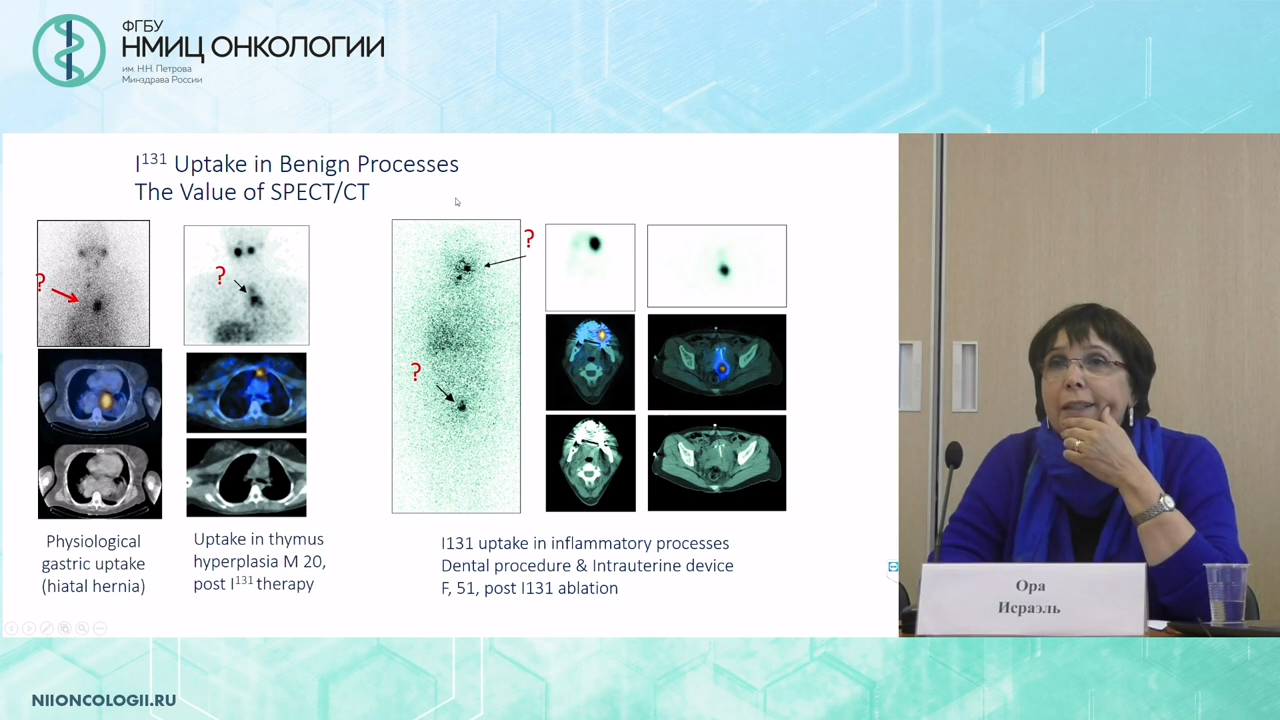 ФГБУ
НМИЦ ОНКОЛОГИИ
им. Н.Н. Петрова
Минздрава России
I131 Uptake in Benign Processes
The Value of SPECT/CT
?
?
?
?
Physiological
gastric uptake
(hiatal hernia)
Uptake in thymus
hyperplasia M 20,
post I131 therapy
I131 uptake in inflammatory processes
Dental procedure & Intrauterine device
F, 51, post I131 ablation
Ора
Исраэль
NIIONCOLOGII.RU